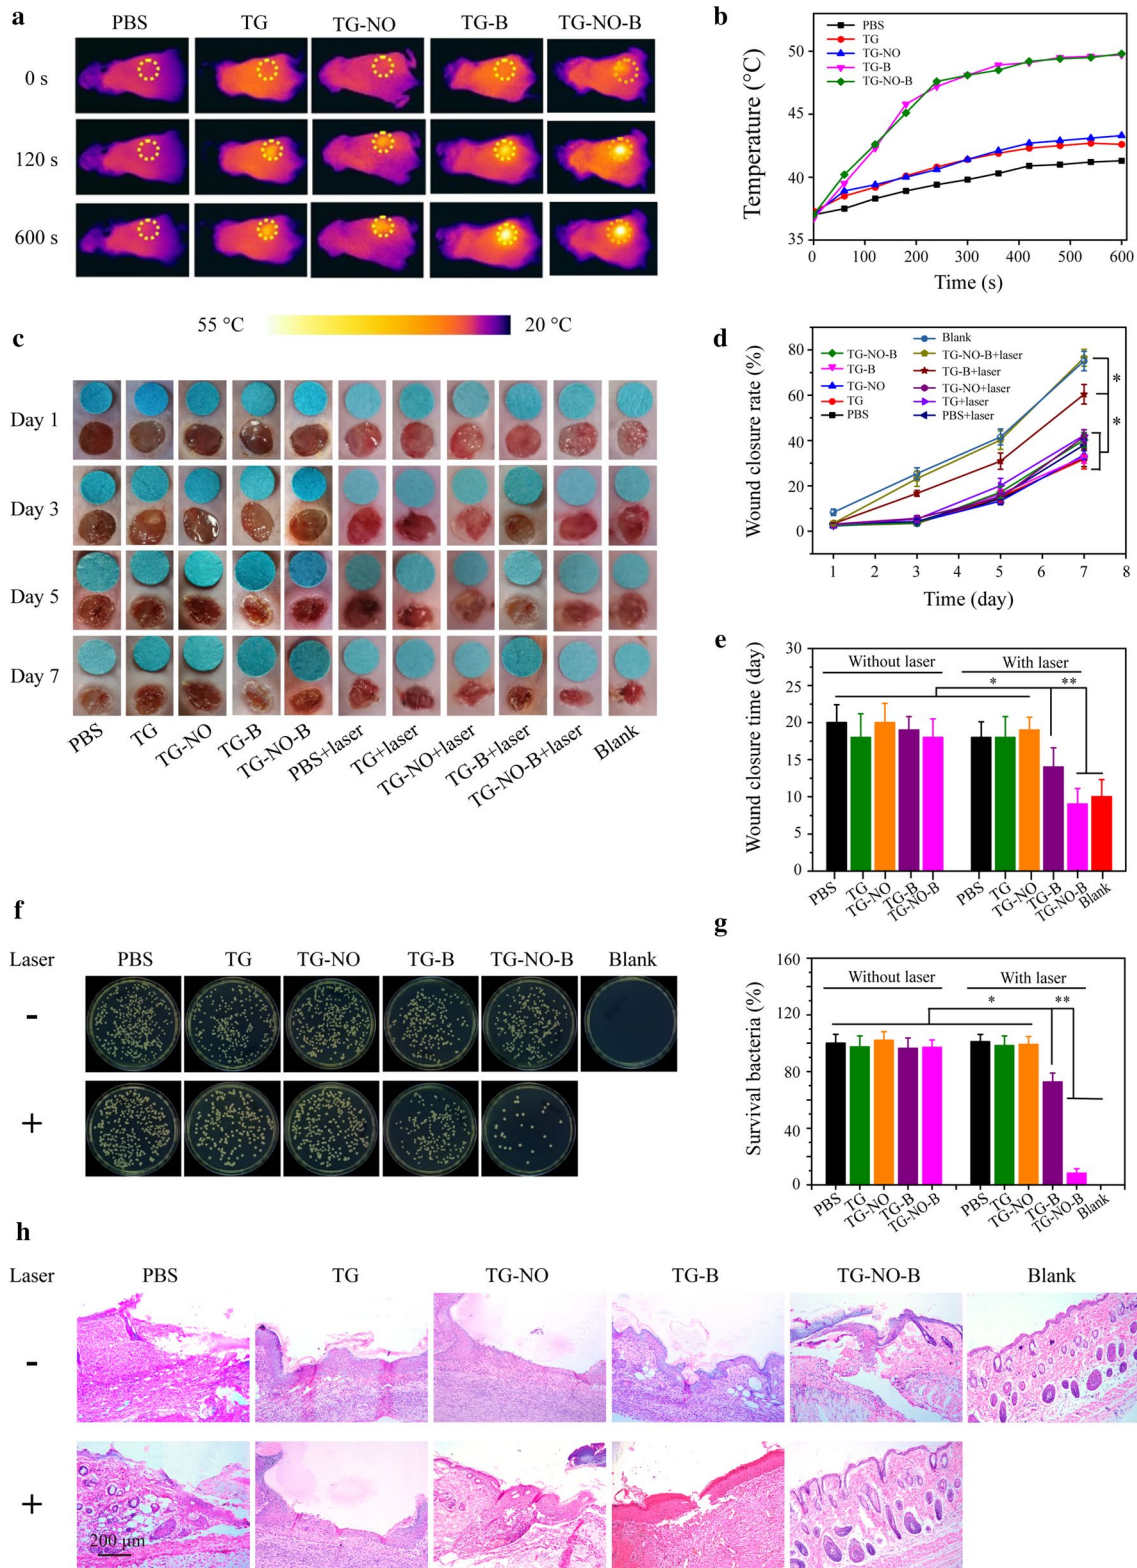 a
PBS TG TG-NO TG-B TG-NO-B
0 s
120 s
600 s
55 °C 20 °C
b
Temperature (°C)
50
45
40
35
PBS
TG
TG-NO
TG-B
TG-NO-B
0 100 200 300 400 500 600
Time (s)
c
Day 1
Day 3
Day 5
Day 7
PBS TG TG-NO TG-B TG-NO-B PBS+laser TG+laser TG-NO+laser TG-B+laser TG-NO-B+laser Blank
d
Wound closure rate (%)
80
60
40
20
0
TG-NO-B
TG-B
TG-NO
TG
PBS
Blank
TG-NO-B+laser
TG-B+laser
TG-NO+laser
TG+laser
PBS+laser
*
*
1 2 3 4 5 6 7 8
Time (day)
e
Wound closure time (day)
30
25
20
15
10
5
0
Without laser With laser
* **
PBS TG TG-NO TG-B TG-NO-B PBS TG TG-NO TG-B TG-NO-B Blank
f
Laser PBS TG TG-NO TG-B TG-NO-B Blank
-
+
g
Survival bacteria (%)
160
120
80
40
0
Without laser With laser
* **
PBS TG TG-NO TG-B TG-NO-B PBS TG TG-NO TG-B TG-NO-B Blank
h
Laser PBS TG TG-NO TG-B TG-NO-B Blank
-
+
200 μm